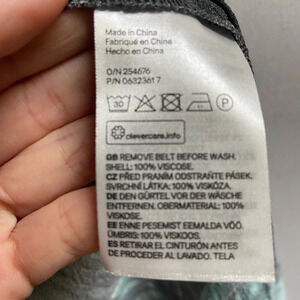 Made in China
Fabriqué en China
Hecho en China
O/N 254676
P/N 06323617
30
P
clevercare.info
GB REMOVE BELT BEFORE WASH.
SHELL: 100% VISCOSE.
CZ PŘED PRANÍM ODSTRAŇTE PÁSEK.
SVRCHNÍ LÁTKA: 100% VISKÓZA.
DE DEN GÜRTEL VOR DER WÄSCHE
ENTFERNEN. OBERMATERIAL: 100%
VISKOSE.
EE ENNE PESEMIST EEMALDA VÖÖ.
ÜMBRIS: 100% VISKOOS.
ES RETIRAR EL CINTURÓN ANTES
DE PROCEDER AL LAVADO. TELA